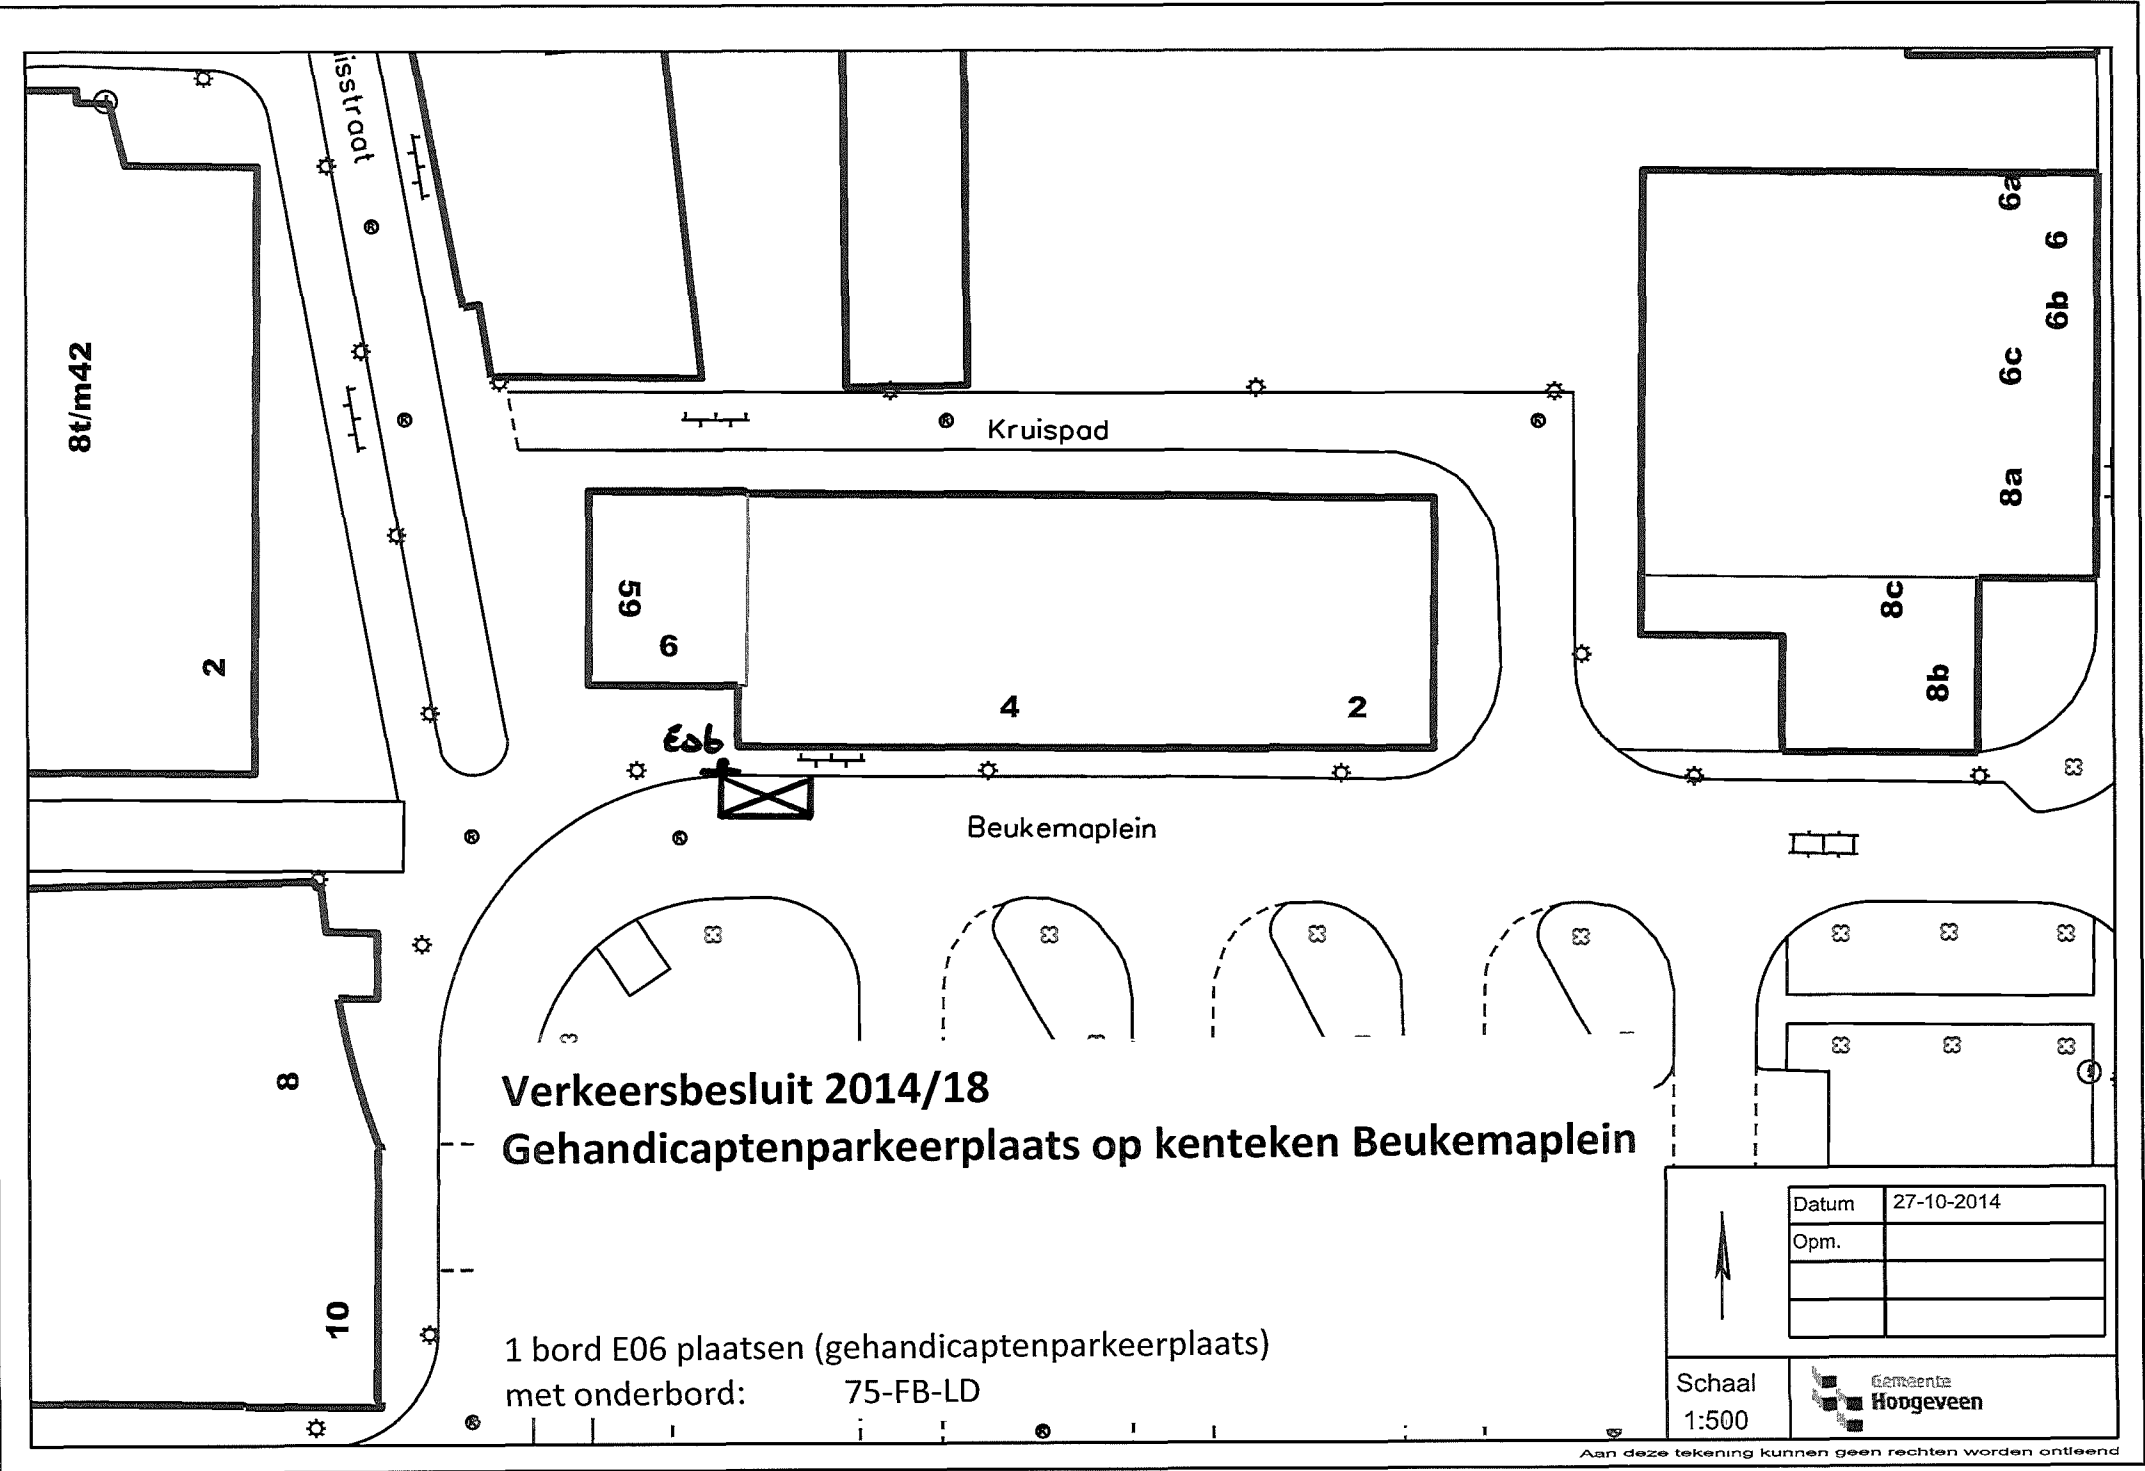 isstraat
8t/m42
2
Kruispad
59
6
4
2
6a
6
6b
6c
8a
8c
8b
E06
Beukemaplein
8
10
Verkeersbesluit 2014/18
Gehandicaptenparkeerplaats op kenteken Beukemaplein
1 bord E06 plaatsen (gehandicaptenparkeerplaats)
met onderbord: 75-FB-LD
Datum 27-10-2014
Opm.
Schaal
1:500
Gemeente
Hoogeveen
Aan deze tekening kunnen geen rechten worden ontleend